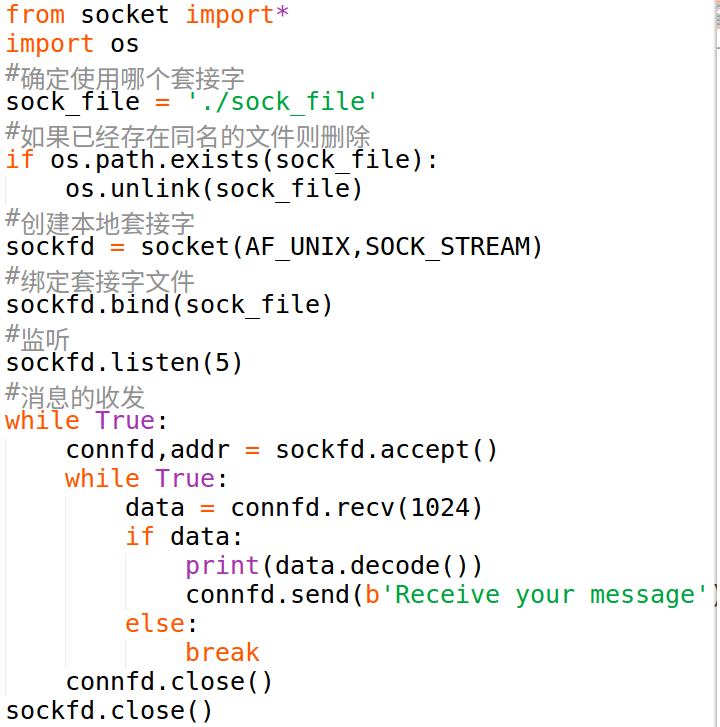 from socket import*
import os
#确定使用哪个套接字
sock_file = './sock_file'
#如果已经存在同名的文件则删除
if os.path.exists(sock_file):
    os.unlink(sock_file)
#创建本地套接字
sockfd = socket(AF_UNIX,SOCK_STREAM)
#绑定套接字文件
sockfd.bind(sock_file)
#监听
sockfd.listen(5)
#消息的收发
while True:
    connfd,addr = sockfd.accept()
    while True:
        data = connfd.recv(1024)
        if data:
            print(data.decode())
            connfd.send(b'Receive your message')
        else:
            break
    connfd.close()
sockfd.close()